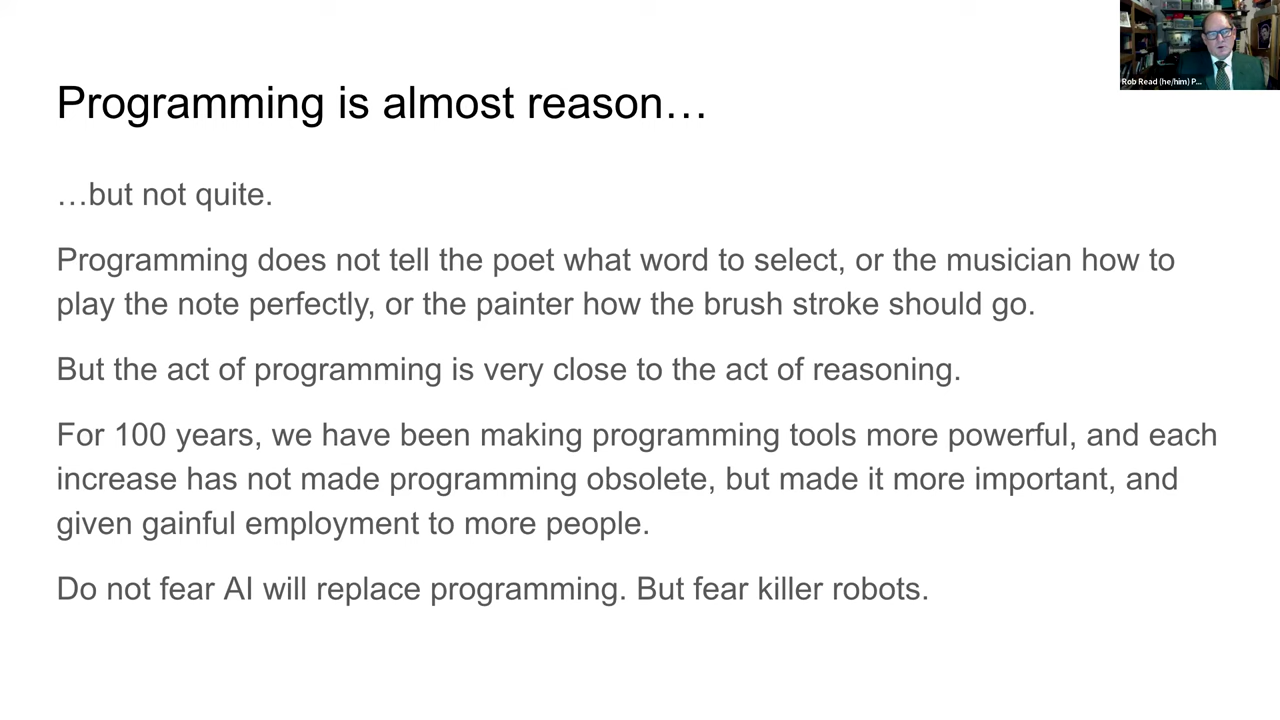 Programming is almost reason…
…but not quite.
Programming does not tell the poet what word to select, or the musician how to
play the note perfectly, or the painter how the brush stroke should go.
But the act of programming is very close to the act of reasoning.
For 100 years, we have been making programming tools more powerful, and each
increase has not made programming obsolete, but made it more important, and
given gainful employment to more people.
Do not fear AI will replace programming. But fear killer robots.
Rob Read (he/him) P...